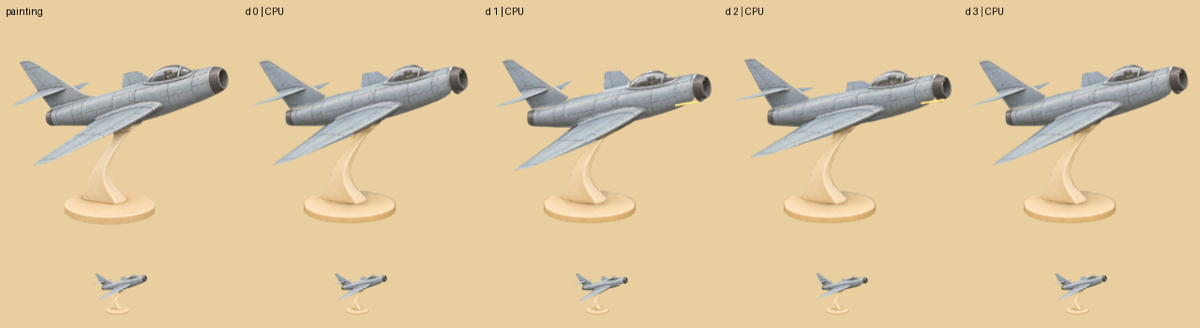 painting
d 0 | CPU
d 1 | CPU
d 2 | CPU
d 3 | CPU